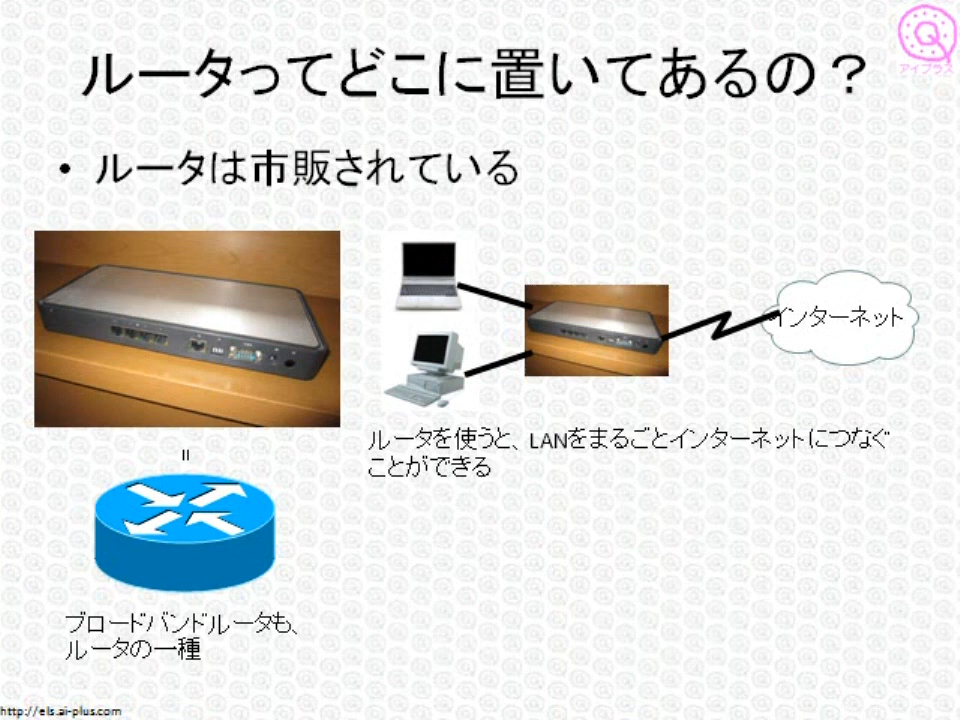 アイプラス
ルータってどこに置いてあるの？
• ルータは市販されている
インターネット
ルータを使うと、LANをまるごとインターネットにつなぐ
ことができる
=
ブロードバンドルータも、
ルータの一種
http://els.ai-plus.com